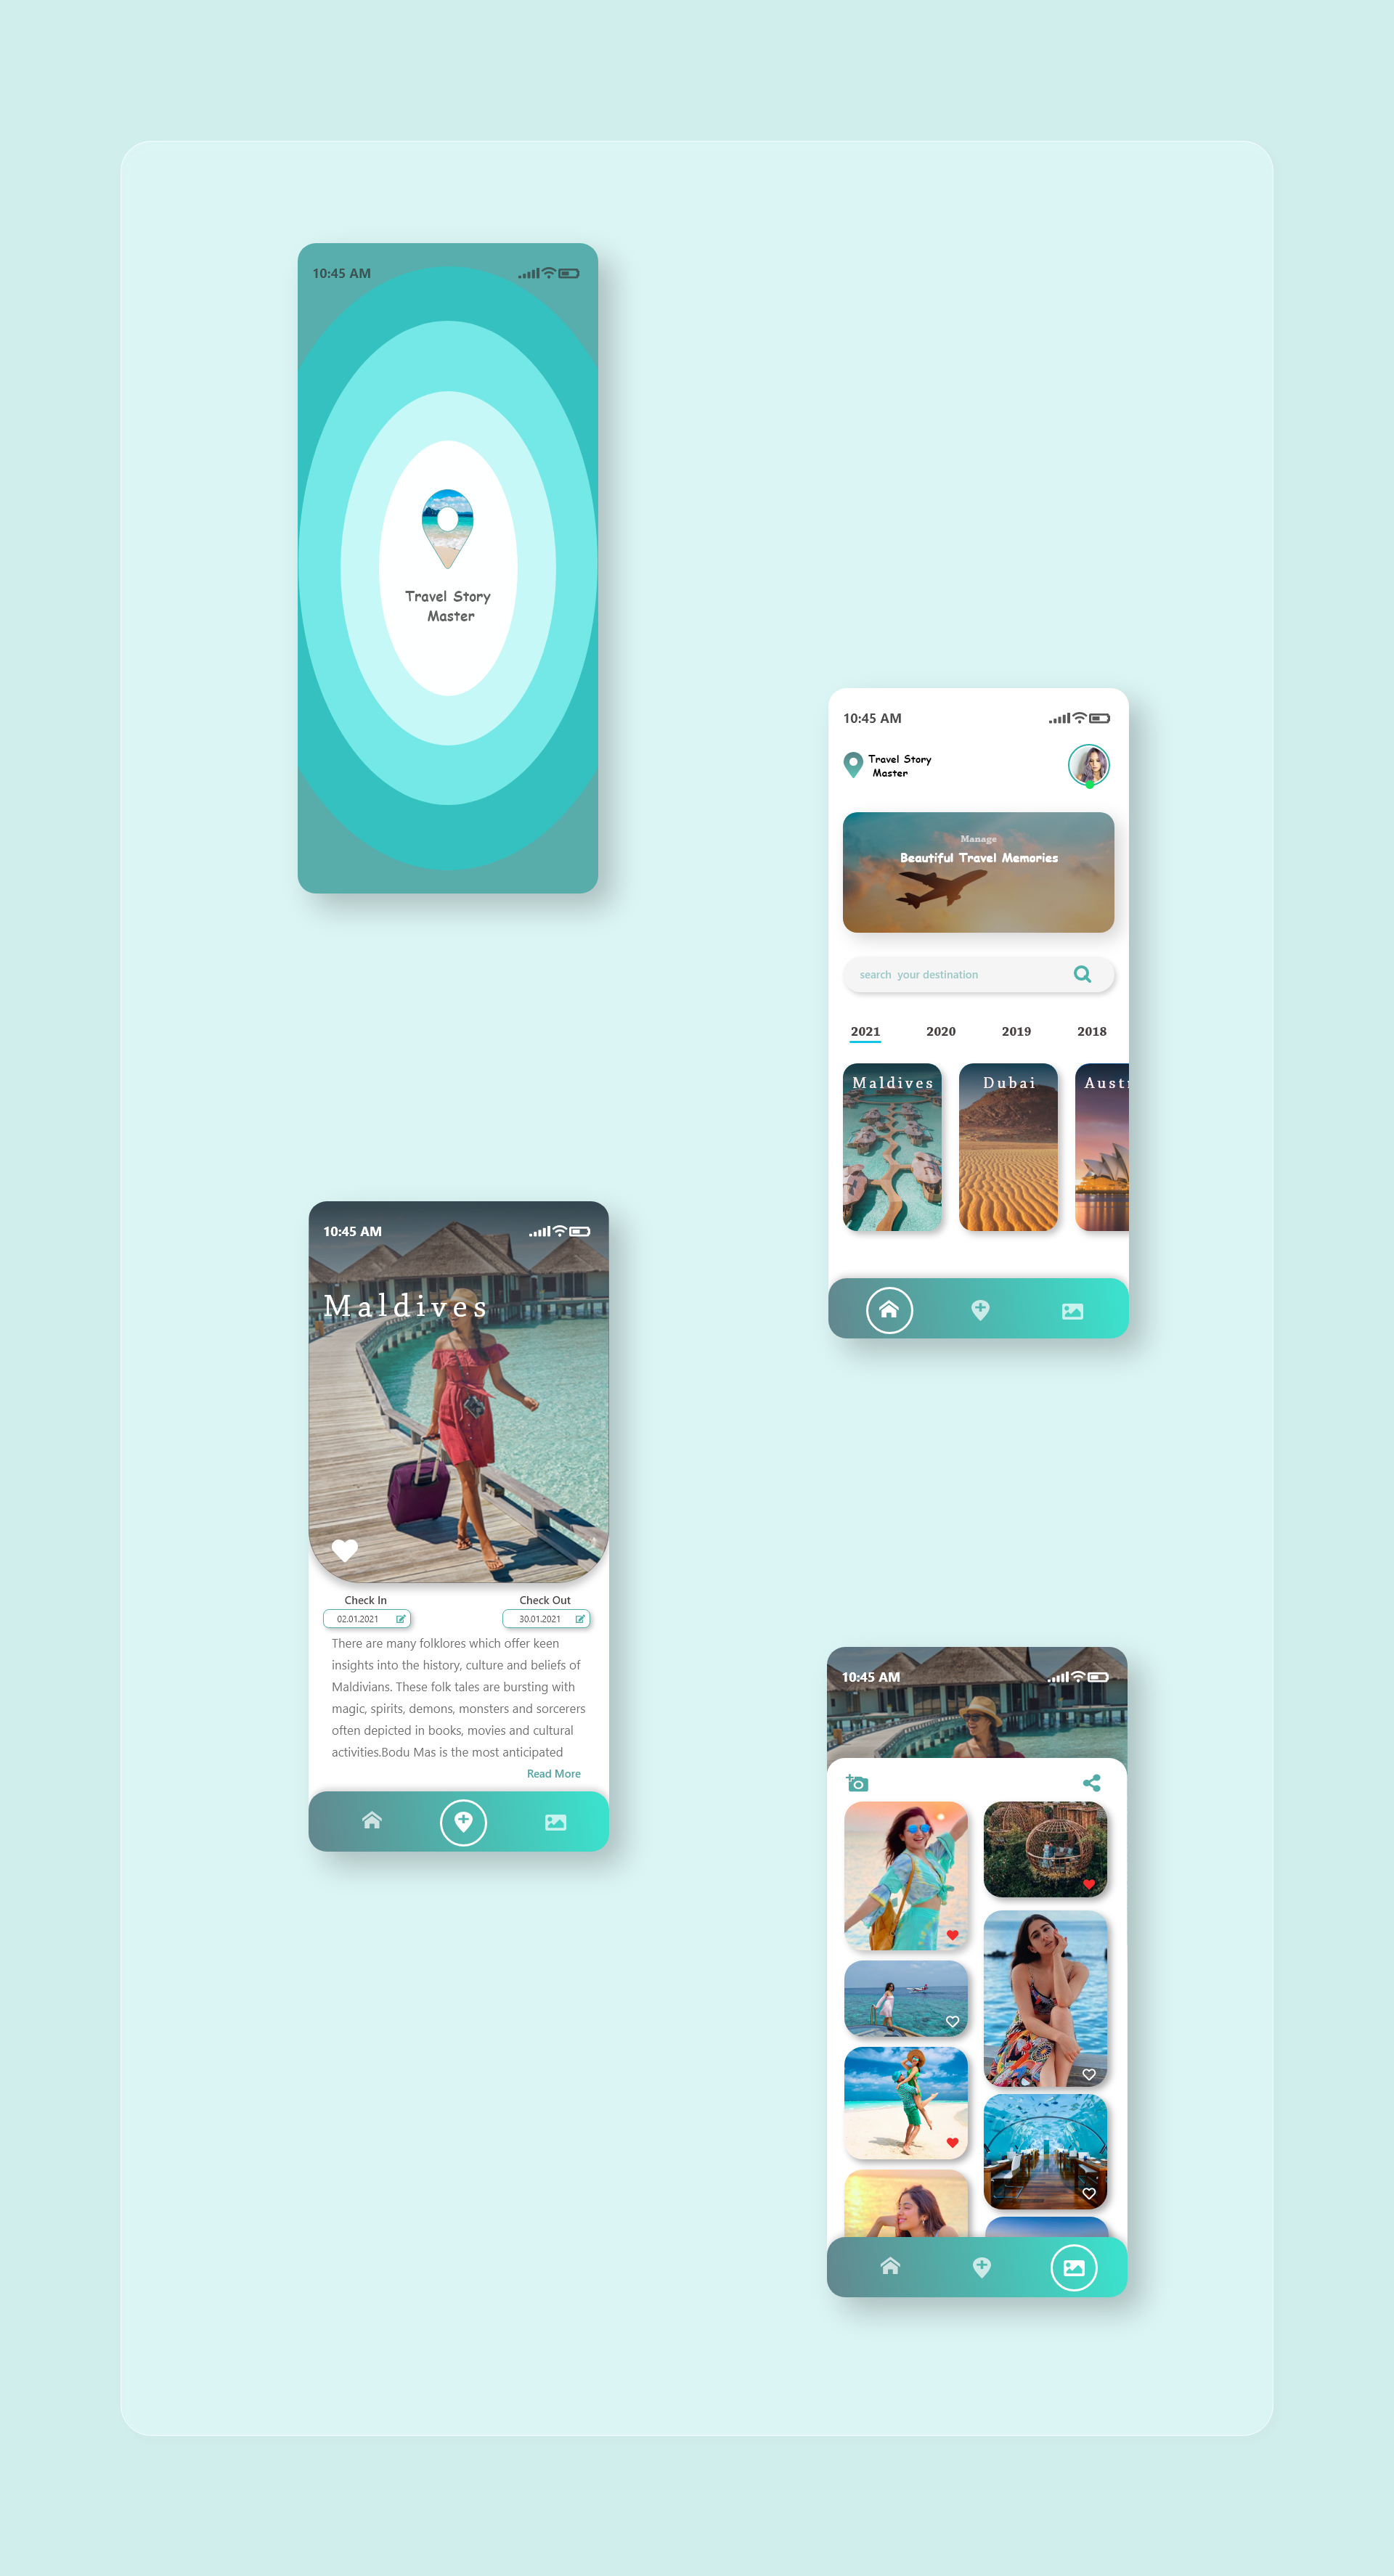 10:45 AM
Travel Story
Master
10:45 AM
Travel Story
Master
Manage
Beautiful Travel Memories
search your destination
2021 2020 2019 2018
Maldives Dubai Austr
10:45 AM
Maldives
Check In Check Out
02.01.2021 30.01.2021
There are many folklores which offer keen
insights into the history, culture and beliefs of
Maldivians. These folk tales are bursting with
magic, spirits, demons, monsters and sorcerers
often depicted in books, movies and cultural
activities.Bodu Mas is the most anticipated
Read More
10:45 AM